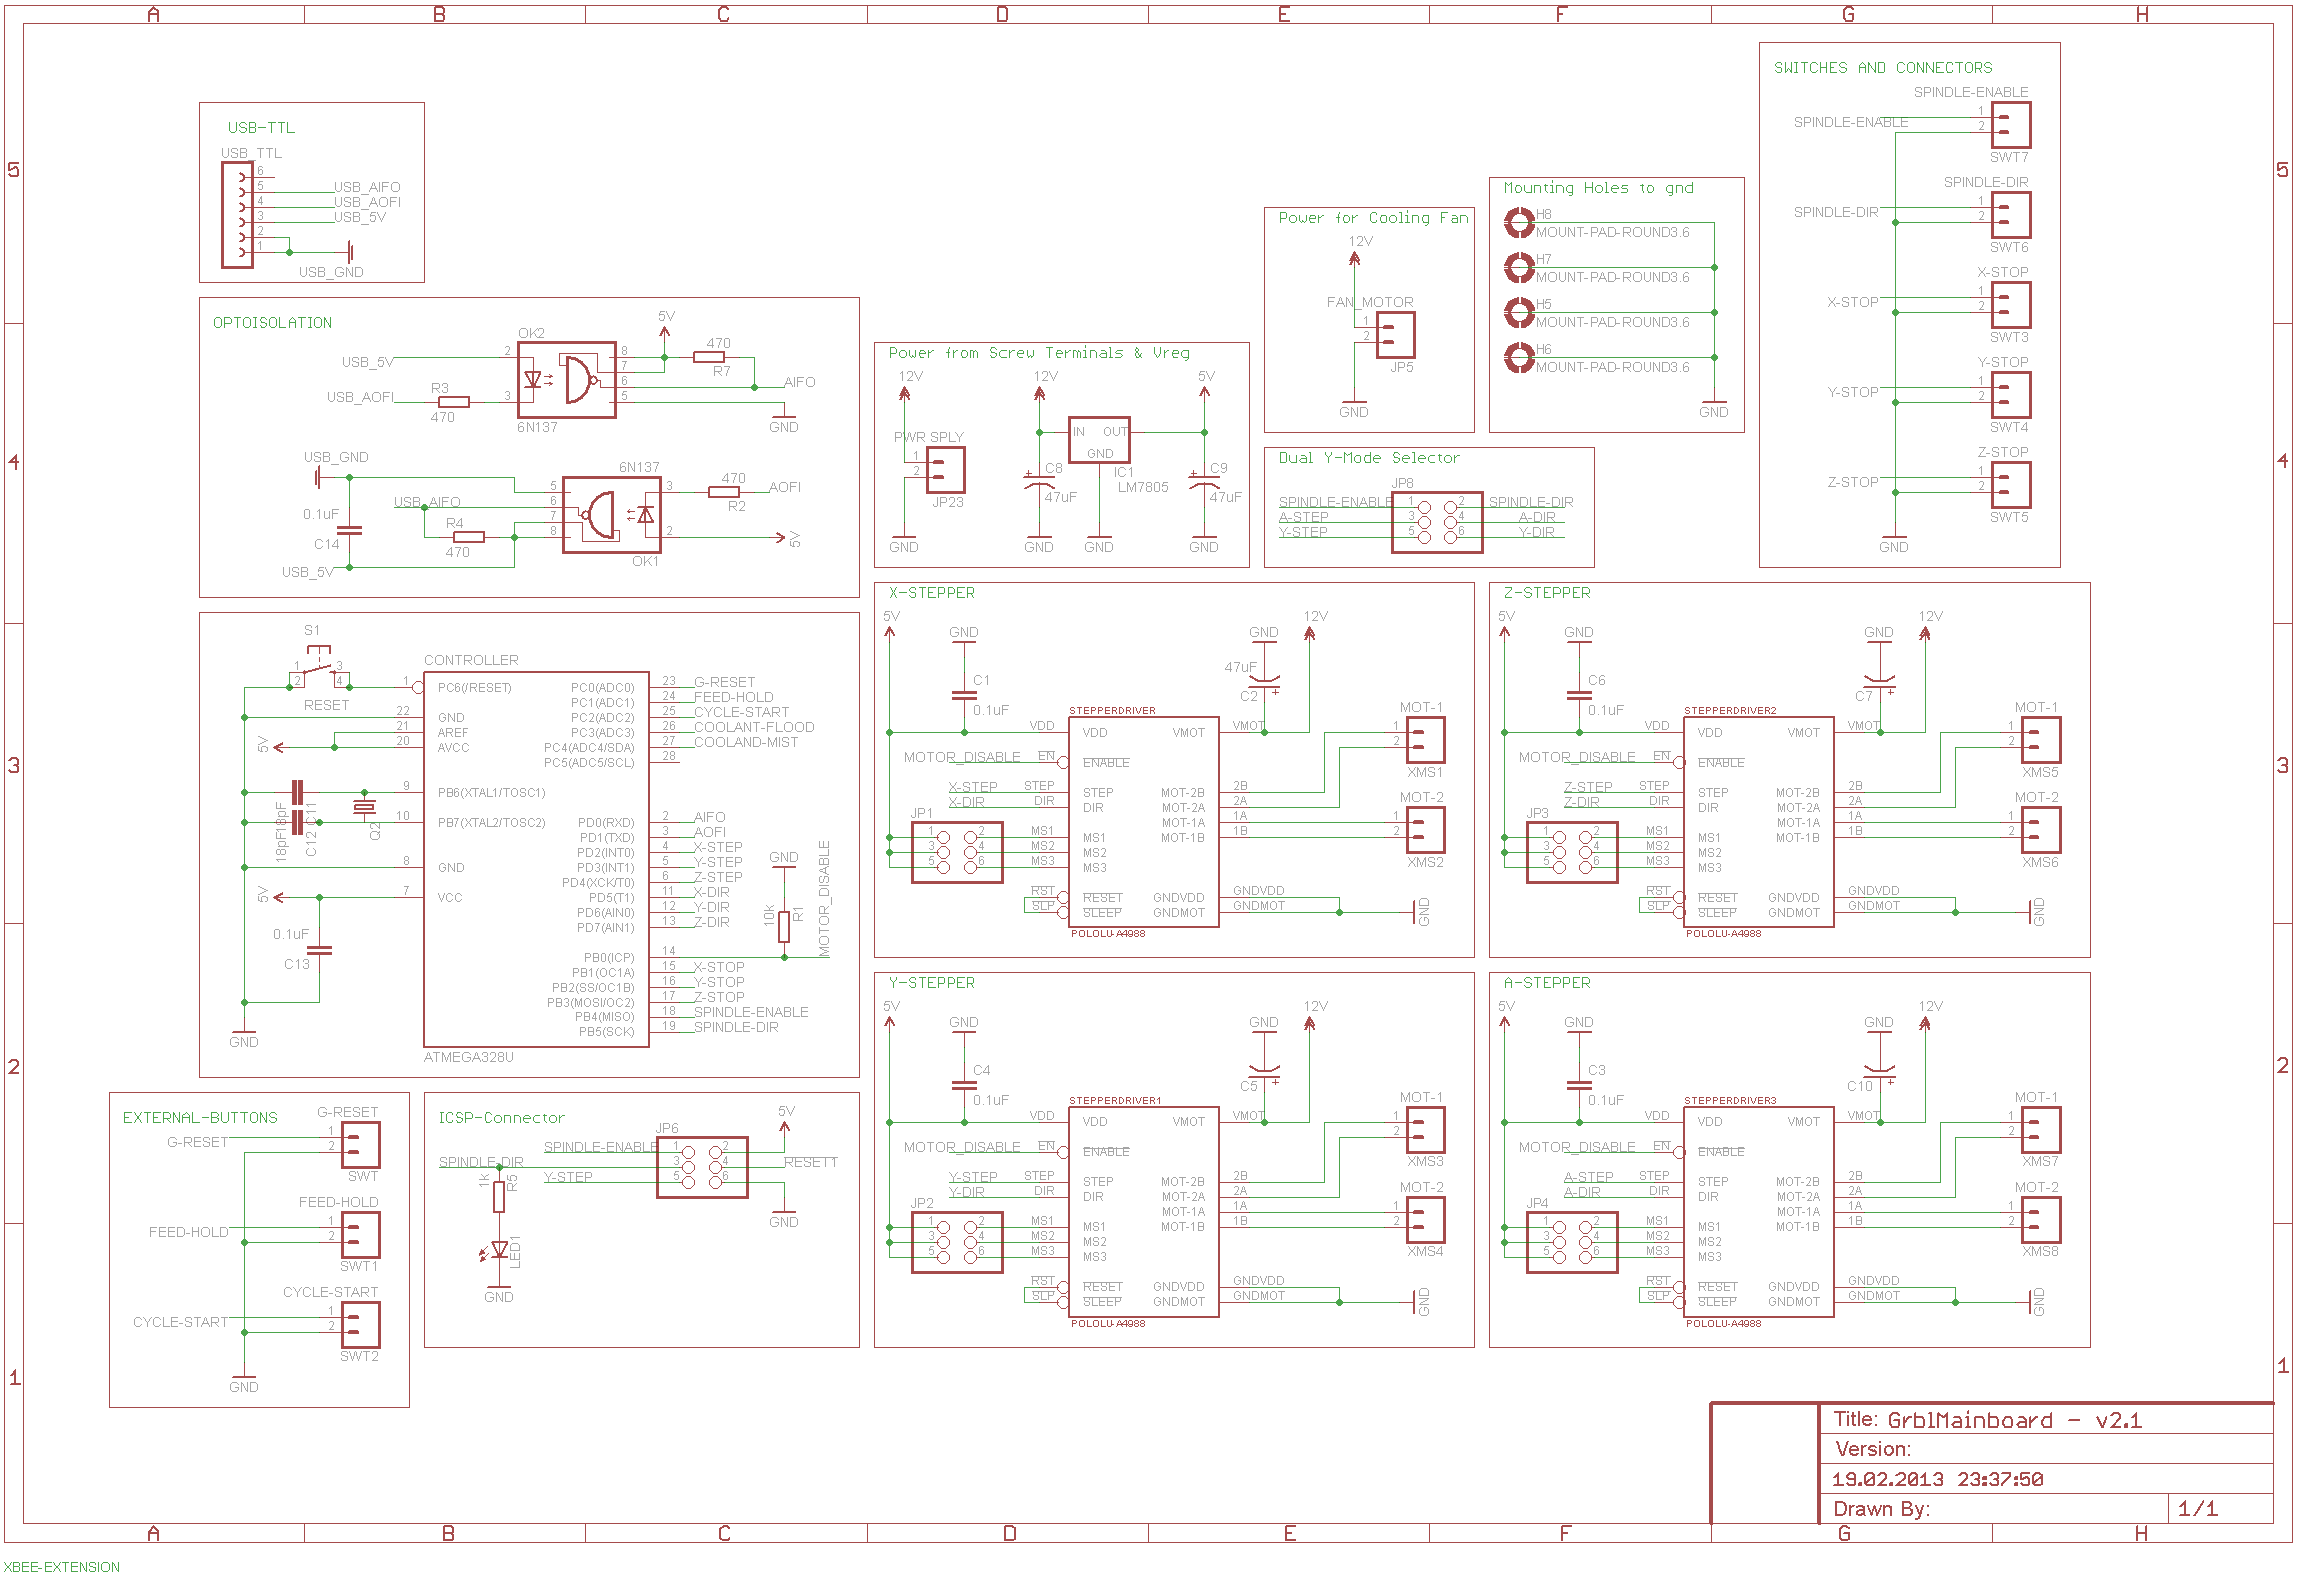 A B C D E F G H
5 5
4 4
3 3
2 2
1 1
USB-TTL
USB_TTL
6
5 USB_AIFO
4 USB_AOFI
3 USB_5V
2
1
USB_GND
OPTOISOLATION
OK2
5V
USB_5V 2 8 470
7 R7
R3 6 AIFO
USB_AOFI 3 5
470
6N137 GND
USB_GND 6N137
5 3 470 AOFI
USB_AIFO 6 R2
0.1uF R4 7
C14 470 8 2 5V
USB_5V OK1
S1
1 3
2 4
RESET
CONTROLLER
1 PC6(/RESET) PC0(ADC0) 23 G-RESET
PC1(ADC1) 24 FEED-HOLD
22 GND PC2(ADC2) 25 CYCLE-START
21 AREF PC3(ADC3) 26 COOLANT-FLOOD
5V 20 AVCC PC4(ADC4/SDA) 27 COOLAND-MIST
PC5(ADC5/SCL) 28
9 PB6(XTAL1/TOSC1)
10 PB7(XTAL2/TOSC2)
18pF 18pF
C12 C11
Q2
PD0(RXD) 2 AIFO
PD1(TXD) 3 AOFI
PD2(INT0) 4 X-STEP
8 GND PD3(INT1) 5 Y-STEP
PD4(XCK/T0) 6 Z-STEP
5V 7 VCC PD5(T1) 11 X-DIR
PD6(AIN0) 12 Y-DIR
PD7(AIN1) 13 Z-DIR
GND
10k R1 MOTOR_DISABLE
0.1uF
C13
PB0(ICP) 14
PB1(OC1A) 15 X-STOP
PB2(SS/OC1B) 16 Y-STOP
PB3(MOSI/OC2) 17 Z-STOP
PB4(MISO) 18 SPINDLE-ENABLE
PB5(SCK) 19 SPINDLE-DIR
GND
ATMEGA328U
EXTERNAL-BUTTONS
G-RESET
G-RESET 1
2
SWT
FEED-HOLD
FEED-HOLD 1
2
SWT1
CYCLE-START
CYCLE-START 1
2
SWT2
GND
ICSP-Connector
5V
JP6
SPINDLE-ENABLE 1 2
SPINDLE_DIR 3 4 RESET1
Y-STEP 5 6
1k R5
GND
LED1
GND
Power from Screw Terminals & Vreg
12V 12V 5V
PWR SPLY
1
2
JP23
IN OUT
GND
IC1
LM7805
C8
47uF
C9
47uF
GND GND GND GND
Power for Cooling Fan
12V
FAN_MOTOR
1
2
JP5
GND
Mounting Holes to gnd
H8
MOUNT-PAD-ROUND3.6
H7
MOUNT-PAD-ROUND3.6
H5
MOUNT-PAD-ROUND3.6
H6
MOUNT-PAD-ROUND3.6
GND
Dual Y-Mode Selector
JP8
SPINDLE-ENABLE 1 2 SPINDLE-DIR
A-STEP 3 4 A-DIR
Y-STEP 5 6 Y-DIR
SWITCHES AND CONNECTORS
SPINDLE-ENABLE
SPINDLE-ENABLE 1
2
SWT7
SPINDLE-DIR
SPINDLE-DIR 1
2
SWT6
X-STOP
X-STOP 1
2
SWT3
Y-STOP
Y-STOP 1
2
SWT4
Z-STOP
Z-STOP 1
2
SWT5
GND
X-STEPPER
5V GND GND 12V
C1
0.1uF
47uF
C2
STEPPERDRIVER
VDD VDD VMOT VMOT
MOTOR_DISABLE EN ENABLE
X-STEP STEP STEP MOT-2B 2B
X-DIR DIR DIR MOT-2A 2A
MOT-1A 1A
MS1 MS1 MOT-1B 1B
MS2 MS2
MS3 MS3
JP1
1 2
3 4
5 6
RST RESET GNDVDD GNDVDD
SLP SLEEP GNDMOT GNDMOT GND
POLOLU-A4988
MOT-1
1
2
XMS1
MOT-2
1
2
XMS2
Z-STEPPER
5V GND GND 12V
C6
0.1uF
C7
STEPPERDRIVER2
VDD VDD VMOT VMOT
MOTOR_DISABLE EN ENABLE
Z-STEP STEP STEP MOT-2B 2B
Z-DIR DIR DIR MOT-2A 2A
MOT-1A 1A
MS1 MS1 MOT-1B 1B
MS2 MS2
MS3 MS3
JP3
1 2
3 4
5 6
RST RESET GNDVDD GNDVDD
SLP SLEEP GNDMOT GNDMOT GND
POLOLU-A4988
MOT-1
1
2
XMS5
MOT-2
1
2
XMS6
Y-STEPPER
5V GND GND 12V
C4
0.1uF
C5
STEPPERDRIVER1
VDD VDD VMOT VMOT
MOTOR_DISABLE EN ENABLE
Y-STEP STEP STEP MOT-2B 2B
Y-DIR DIR DIR MOT-2A 2A
MOT-1A 1A
MS1 MS1 MOT-1B 1B
MS2 MS2
MS3 MS3
JP2
1 2
3 4
5 6
RST RESET GNDVDD GNDVDD
SLP SLEEP GNDMOT GNDMOT GND
POLOLU-A4988
MOT-1
1
2
XMS3
MOT-2
1
2
XMS4
A-STEPPER
5V GND GND 12V
C3
0.1uF
C10
STEPPERDRIVER3
VDD VDD VMOT VMOT
MOTOR_DISABLE EN ENABLE
A-STEP STEP STEP MOT-2B 2B
A-DIR DIR DIR MOT-2A 2A
MOT-1A 1A
MS1 MS1 MOT-1B 1B
MS2 MS2
MS3 MS3
JP4
1 2
3 4
5 6
RST RESET GNDVDD GNDVDD
SLP SLEEP GNDMOT GNDMOT GND
POLOLU-A4988
MOT-1
1
2
XMS7
MOT-2
1
2
XMS8
Title: GrblMainboard - v2.1
Version:
19.02.2013 23:37:50
Drawn By: 1/1
A B C D E F G H
XBEE-EXTENSION